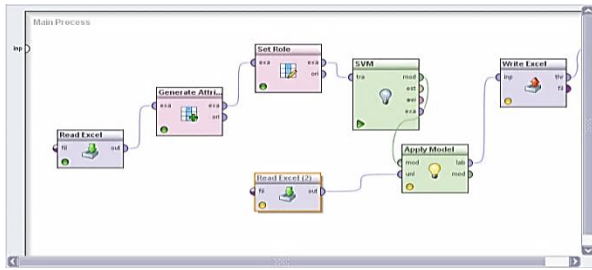 Main Process
inp
Set Role
exa exa
ori
SVM
tra mod
est
wei
exa
Write Excel
inp thr
fil
Generate Attri...
exa exa
ori
Read Excel
fil out
Apply Model
mod lab
unl mod
Read Excel (2)
fil out